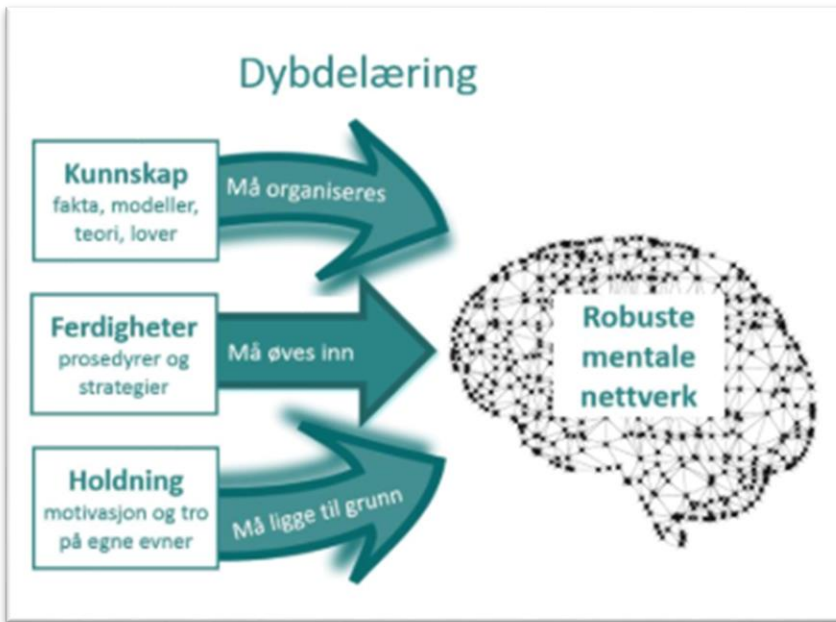 Dybdelæring
Kunnskap
fakta, modeller,
teori, lover
Må organiseres
Ferdigheter
prosedyrer og
strategier
Må øves inn
Holdning
motivasjon og tro
på egne evner
Må ligge til grunn
Robuste
mentale
nettverk